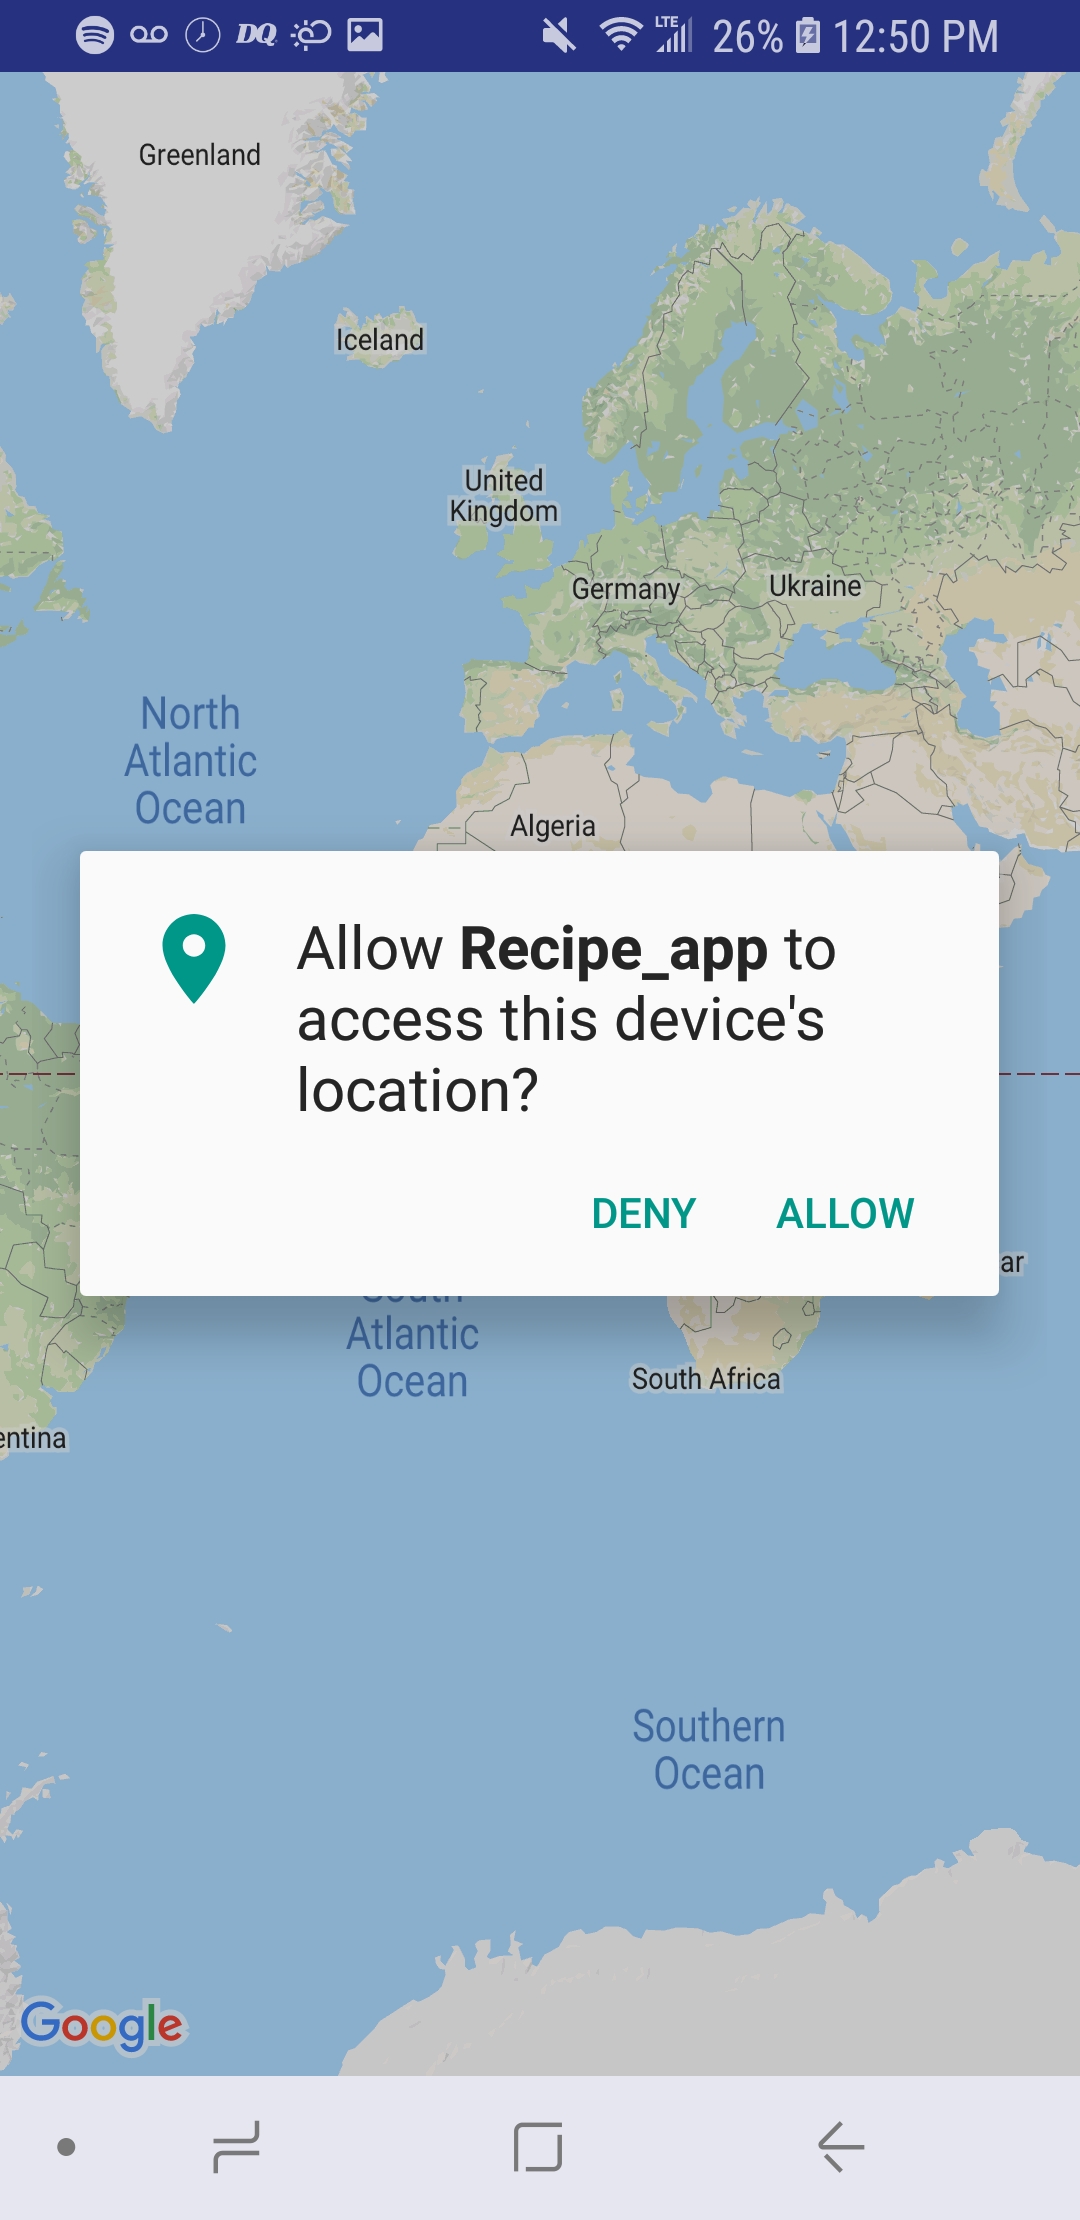 DQ LTE 26% 12:50 PM
Greenland
Iceland
United
Kingdom
Germany
Ukraine
North
Atlantic
Ocean
Algeria
Allow Recipe_app to
access this device's
location?
DENY ALLOW
ar
South
Atlantic
Ocean
South Africa
entina
Southern
Ocean
Google